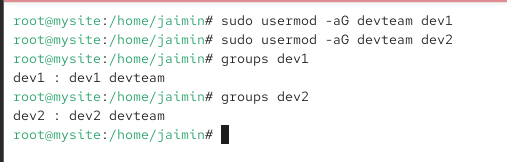 root@mysite:/home/jaimin# sudo usermod -aG devteam dev1
root@mysite:/home/jaimin# sudo usermod -aG devteam dev2
root@mysite:/home/jaimin# groups dev1
dev1 : dev1 devteam
root@mysite:/home/jaimin# groups dev2
dev2 : dev2 devteam
root@mysite:/home/jaimin#